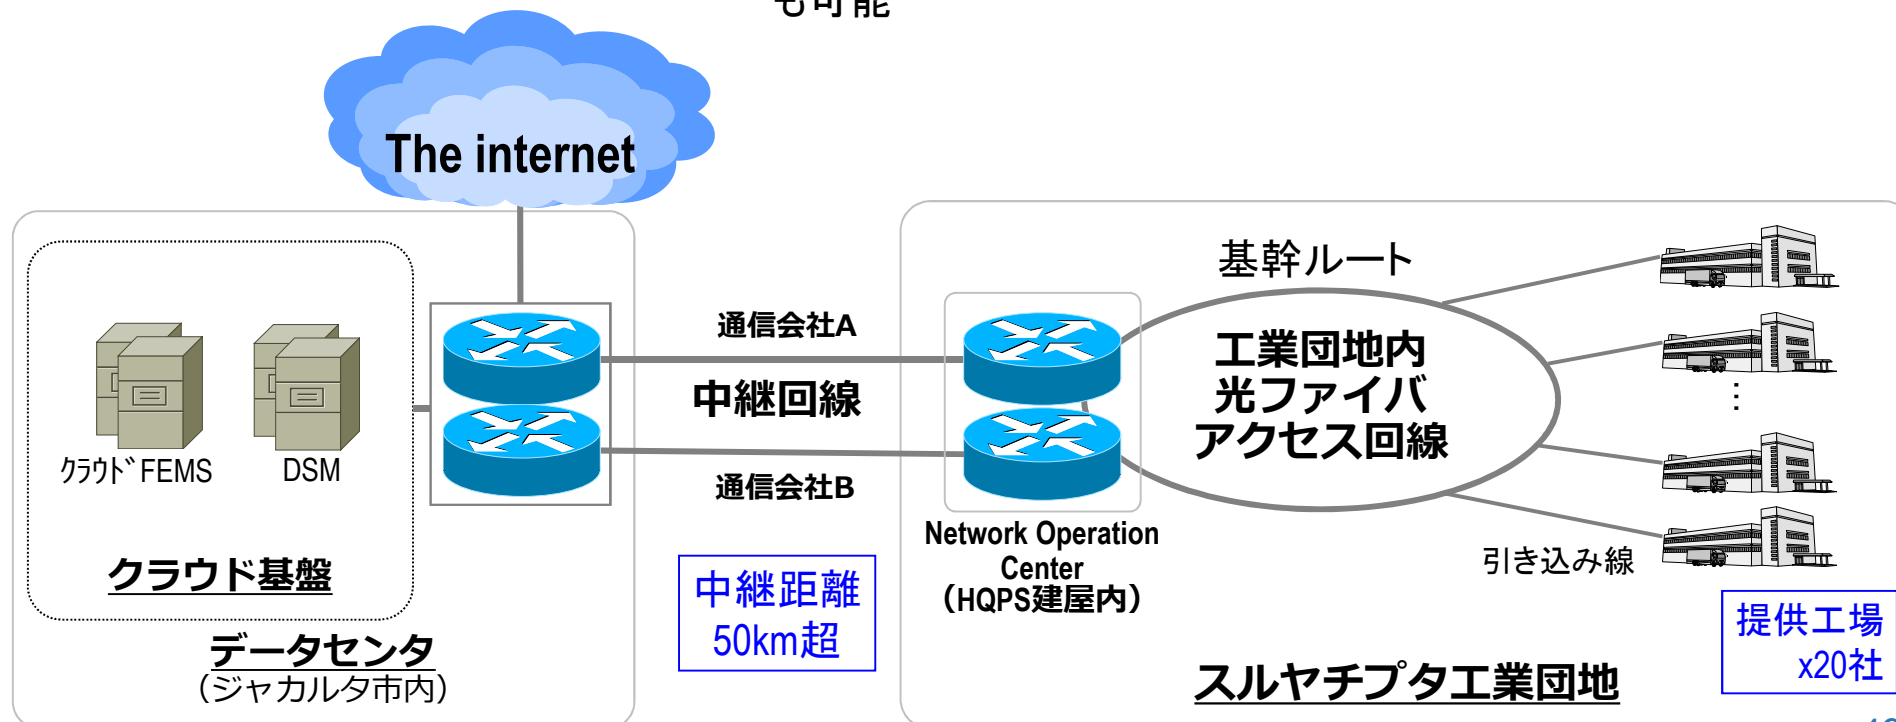 も可能
The internet
基幹ルート
通信会社A
工業団地内
光ファイバ
アクセス回線
中継回線
⋮
ｸﾗｳﾄﾞFEMS
DSM
通信会社B
Network Operation
Center
（HQPS建屋内）
引き込み線
クラウド基盤
中継距離
50km超
提供工場
x20社
データセンタ
（ジャカルタ市内）
スルヤチプタ工業団地